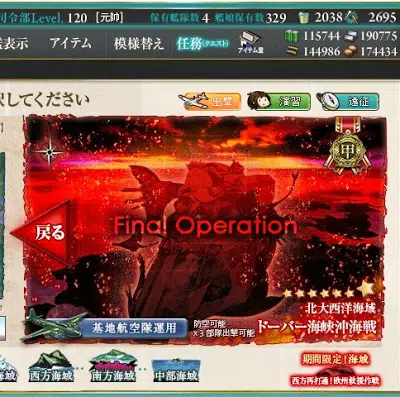 司令部Level. 120 [元帥] 保有艦隊数 4 艦娘保有数 329 2038 2695
表示 アイテム 模様替え 任務(クエスト) アイテム屋 115744 190775
144986 174434
択してください 出撃 演習 遠征
甲
戻る
Final Operation
北大西洋海域
ドーバー海峡沖海戦
基地航空隊運用 防空可能
×3部隊出撃可能
海域 西方海域 南方海域 中部海域
期間限定!海域
西方再打通!欧州救援作戦